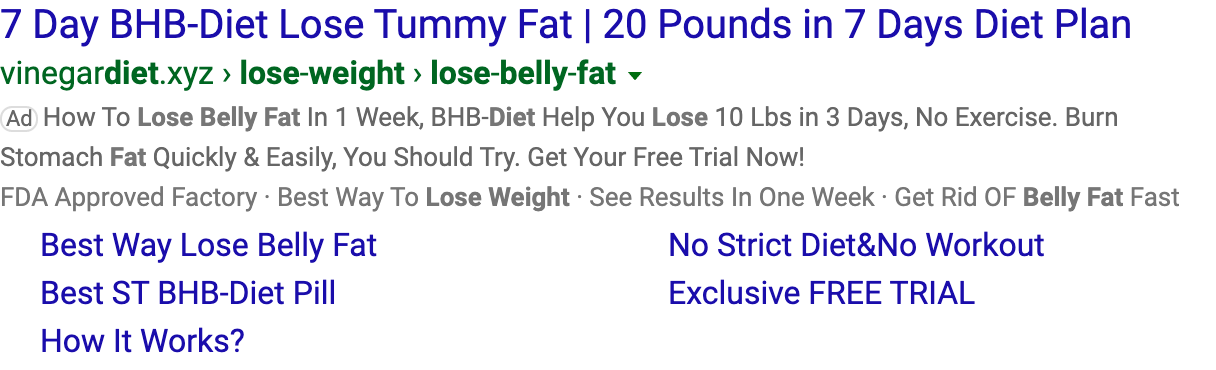 7 Day BHB-Diet Lose Tummy Fat | 20 Pounds in 7 Days Diet Plan
vinegardiet.xyz › lose-weight › lose-belly-fat
Ad How To Lose Belly Fat In 1 Week, BHB-Diet Help You Lose 10 Lbs in 3 Days, No Exercise. Burn
Stomach Fat Quickly & Easily, You Should Try. Get Your Free Trial Now!
FDA Approved Factory · Best Way To Lose Weight · See Results In One Week · Get Rid OF Belly Fat Fast
Best Way Lose Belly Fat
No Strict Diet&No Workout
Best ST BHB-Diet Pill
Exclusive FREE TRIAL
How It Works?